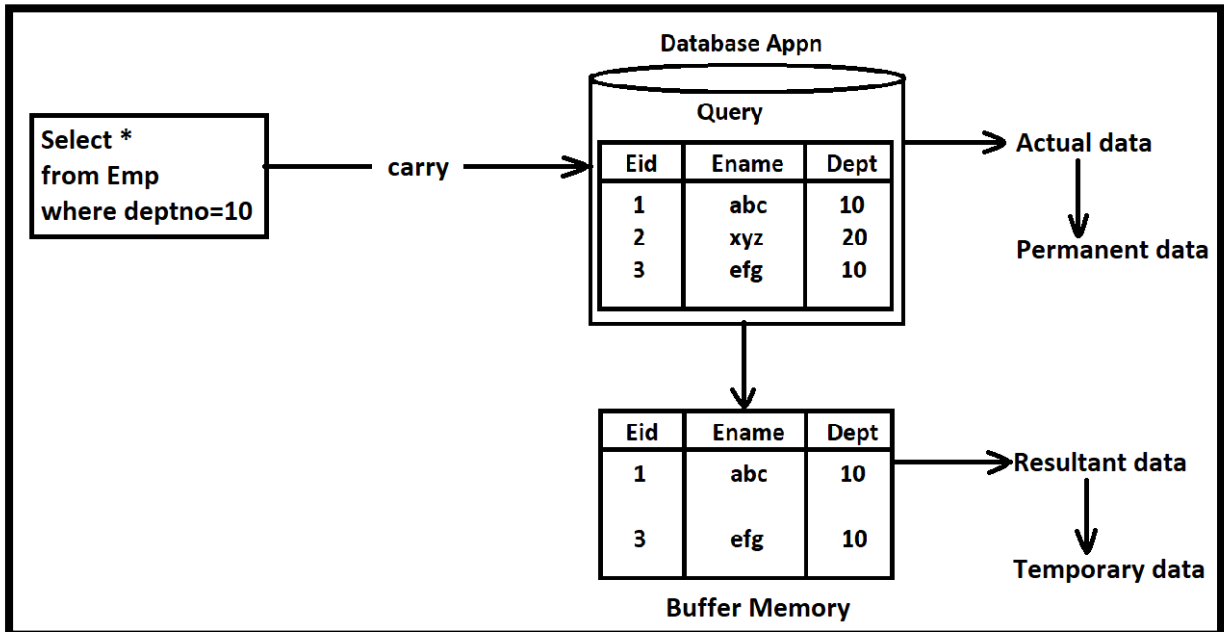 Database Appn
Select *
from Emp
where deptno=10
carry
Query
Eid Ename Dept
1 abc 10
2 xyz 20
3 efg 10
Actual data
Permanent data
Eid Ename Dept
1 abc 10
3 efg 10
Resultant data
Temporary data
Buffer Memory